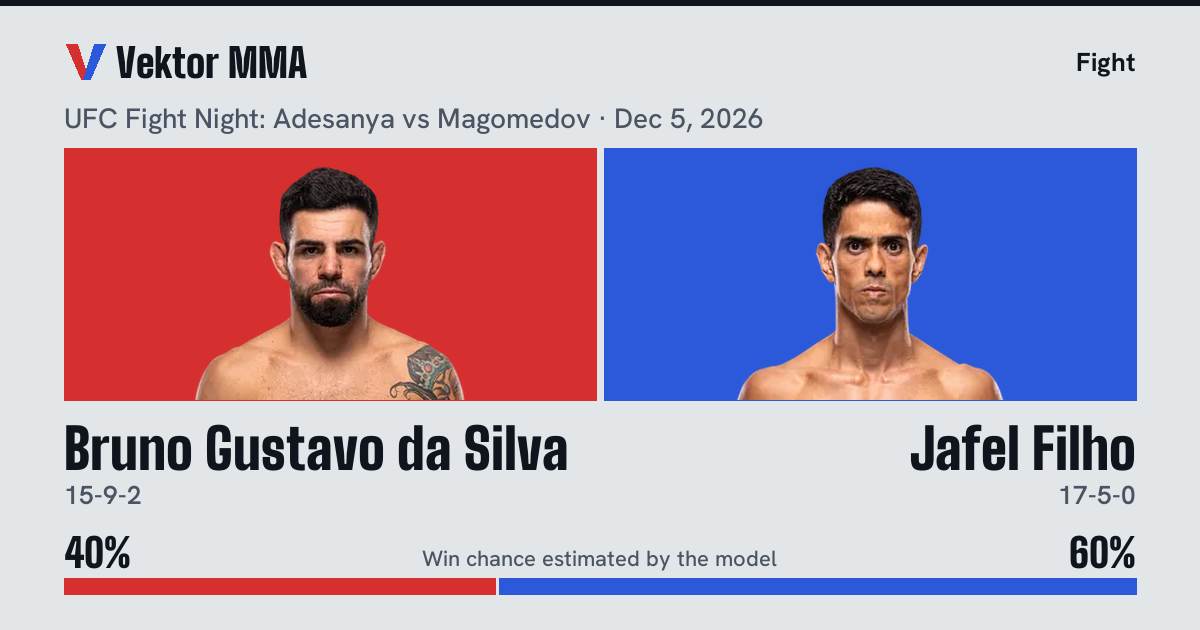 Vektor MMA
Fight
UFC Fight Night: Adesanya vs Magomedov · Dec 5, 2026
Bruno Gustavo da Silva
Jafel Filho
15-9-2
17-5-0
40%
Win chance estimated by the model
60%